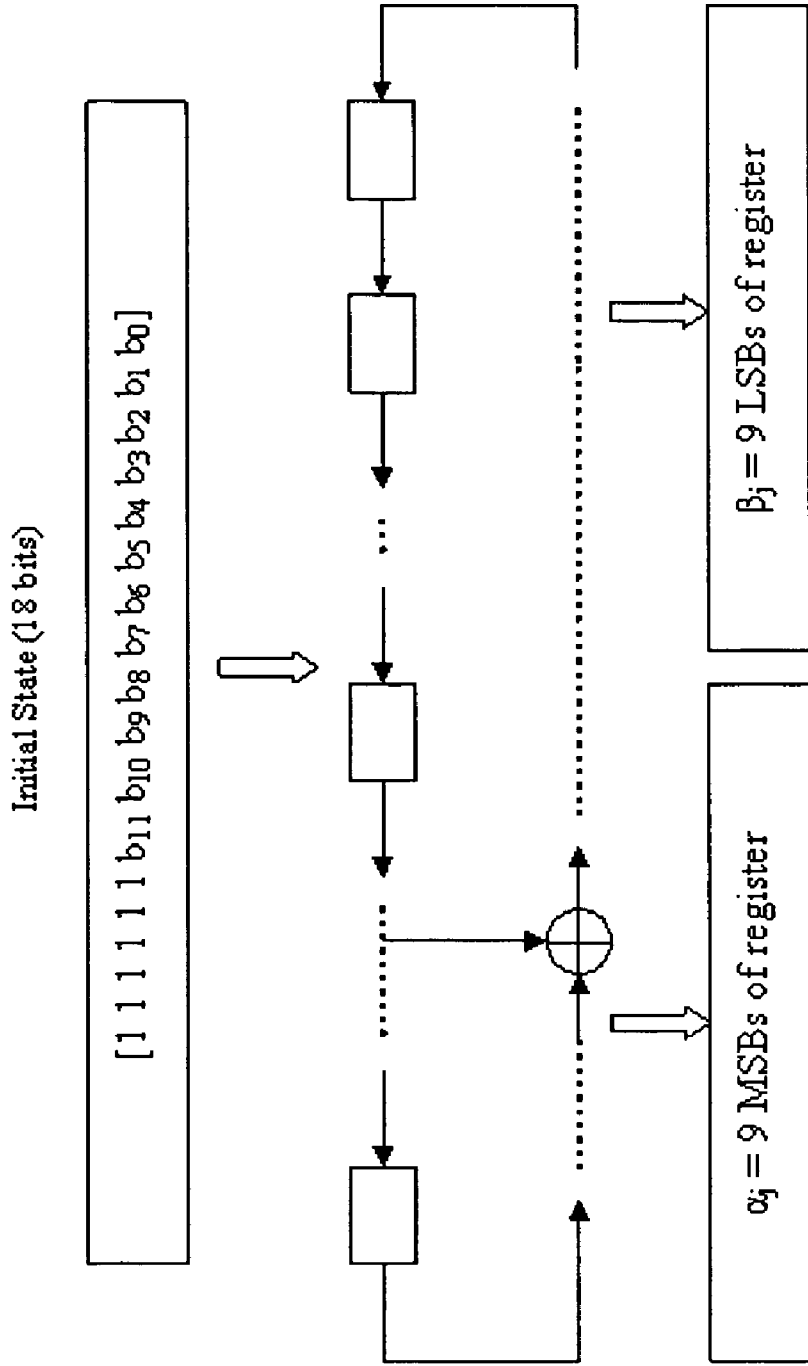 Initial State (18 bits)
[1 1 1 1 1 1 b11 b10 b9 b8 b7 b6 b5 b4 b3 b2 b1 b0]
αj = 9 MSBs of register
βj = 9 LSBs of register